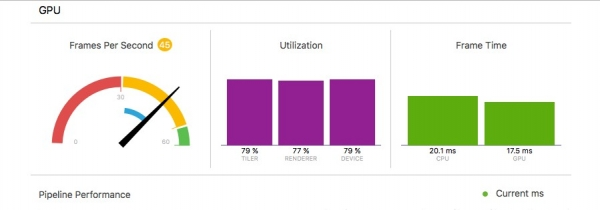 GPU
Frames Per Second 45
Utilization
Frame Time
30
0
60
79 %
77 %
79 %
TILER
RENDERER
DEVICE
20.1 ms
17.5 ms
CPU
GPU
Pipeline Performance
Current ms